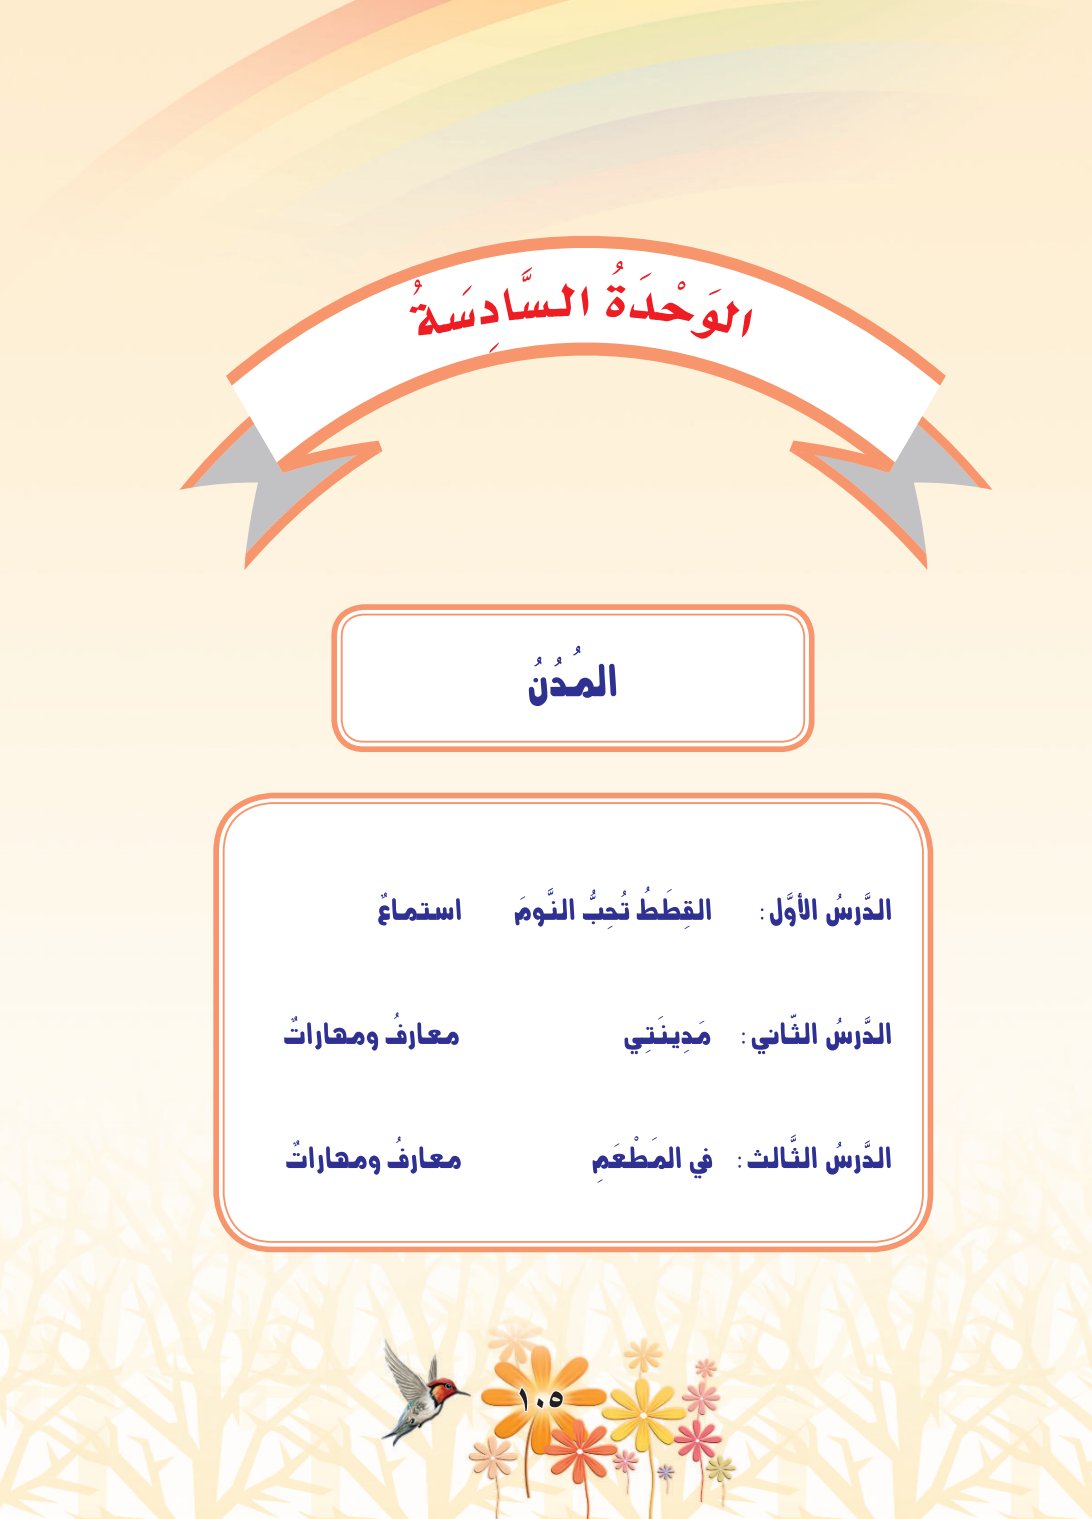 الوَحْدَةُ السَّادِسَةُ
المُدُنُ
الدَّرسُ الأوَّل: القِطَطُ تُحِبُّ النَّومَ استماعٌ
الدَّرسُ الثّاني: مَدِينَتِي معارفُ ومهاراتٌ
الدَّرسُ الثَّالث: في المَطْعَمِ معارفُ ومهاراتٌ
١٠٥